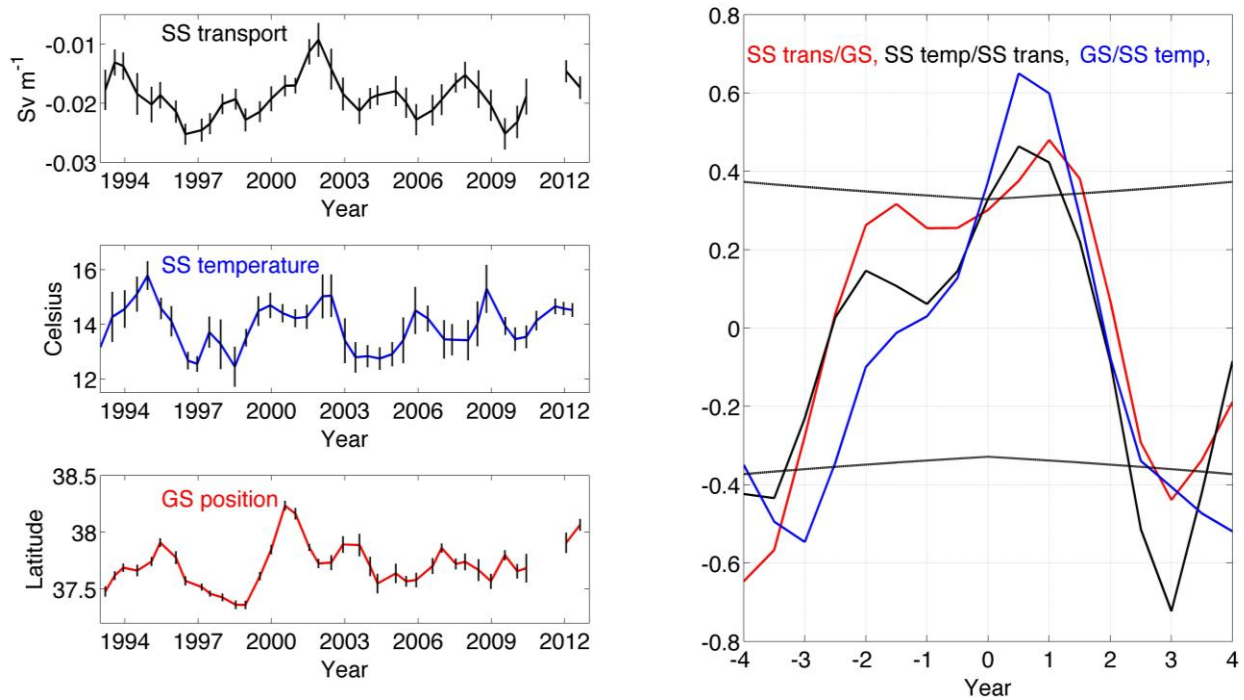 SS transport
Sv m-1
-0.01
-0.02
-0.03
1994 1997 2000 2003 2006 2009 2012
Year
SS temperature
Celsius
16
14
12
1994 1997 2000 2003 2006 2009 2012
Year
GS position
Latitude
38.5
38
37.5
1994 1997 2000 2003 2006 2009 2012
Year
SS trans/GS, SS temp/SS trans, GS/SS temp,
0.8
0.6
0.4
0.2
0
-0.2
-0.4
-0.6
-0.8
-4 -3 -2 -1 0 1 2 3 4
Year